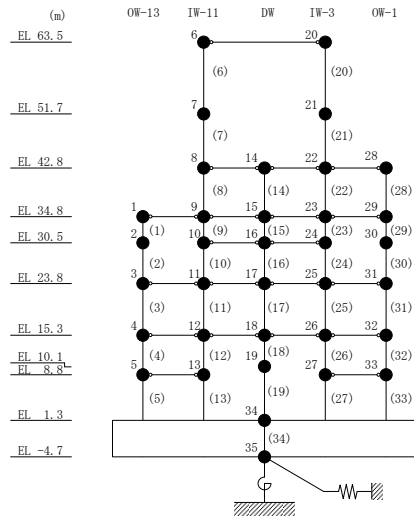 (m) OW-13 IW-11 DW IW-3 OW-1
EL 63.5 6 20
(6) (20)
EL 51.7 7 21
(7) (21)
EL 42.8 8 14 22 28
(8) (14) (22) (28)
EL 34.8 1 9 15 23 29
(1) (9) (15) (23) (29)
EL 30.5 2 10 16 24 30
(2) (10) (16) (24) (30)
EL 23.8 3 11 17 25 31
(3) (11) (17) (25) (31)
EL 15.3 4 12 18 26 32
(4) (12) (18) (26) (32)
EL 10.1 19
EL 8.8 5 13 27 33
(5) (13) (19) (27) (33)
EL 1.3 34
(34)
EL -4.7 35